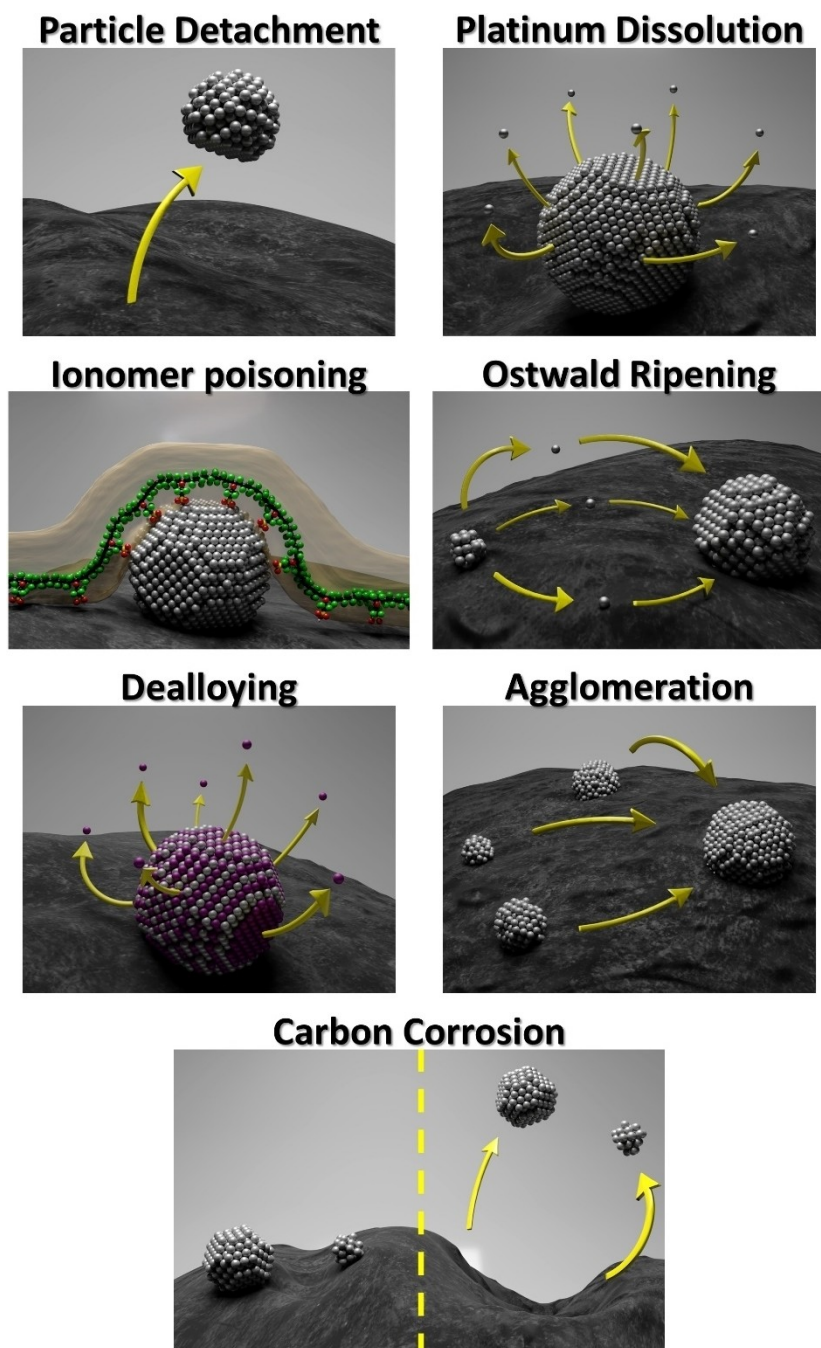 Particle Detachment
Platinum Dissolution
Ionomer poisoning
Ostwald Ripening
Dealloying
Agglomeration
Carbon Corrosion